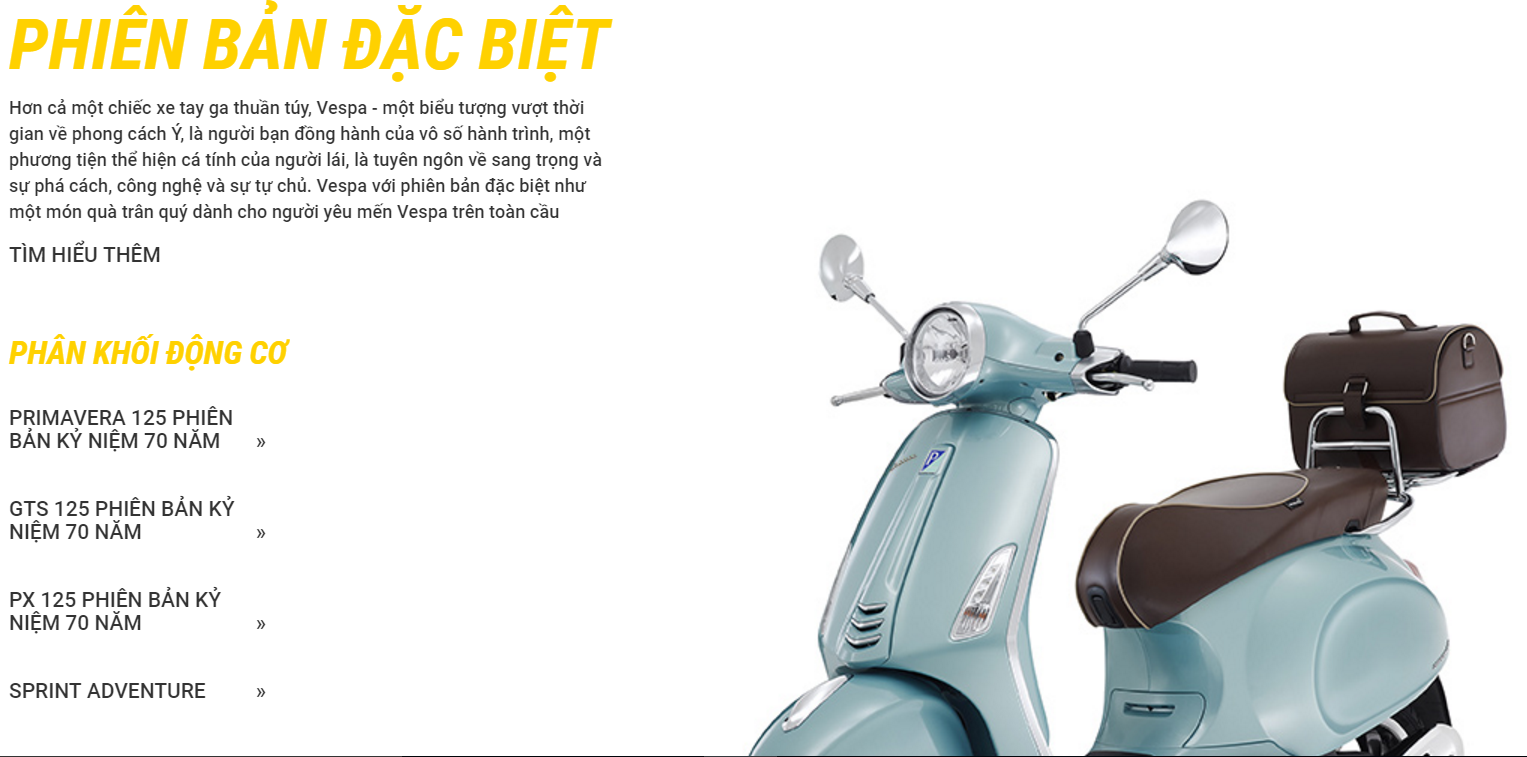 PHIÊN BẢN ĐẶC BIỆT
Hơn cả một chiếc xe tay ga thuần túy, Vespa - một biểu tượng vượt thời
gian về phong cách Ý, là người bạn đồng hành của vô số hành trình, một
phương tiện thể hiện cá tính của người lái, là tuyên ngôn về sang trọng và
sự phá cách, công nghệ và sự tự chủ. Vespa với phiên bản đặc biệt như
một món quà trân quý dành cho người yêu mến Vespa trên toàn cầu
TÌM HIỂU THÊM
PHÂN KHỐI ĐỘNG CƠ
PRIMAVERA 125 PHIÊN
BẢN KỶ NIỆM 70 NĂM »
GTS 125 PHIÊN BẢN KỶ
NIỆM 70 NĂM »
PX 125 PHIÊN BẢN KỶ
NIỆM 70 NĂM »
SPRINT ADVENTURE »